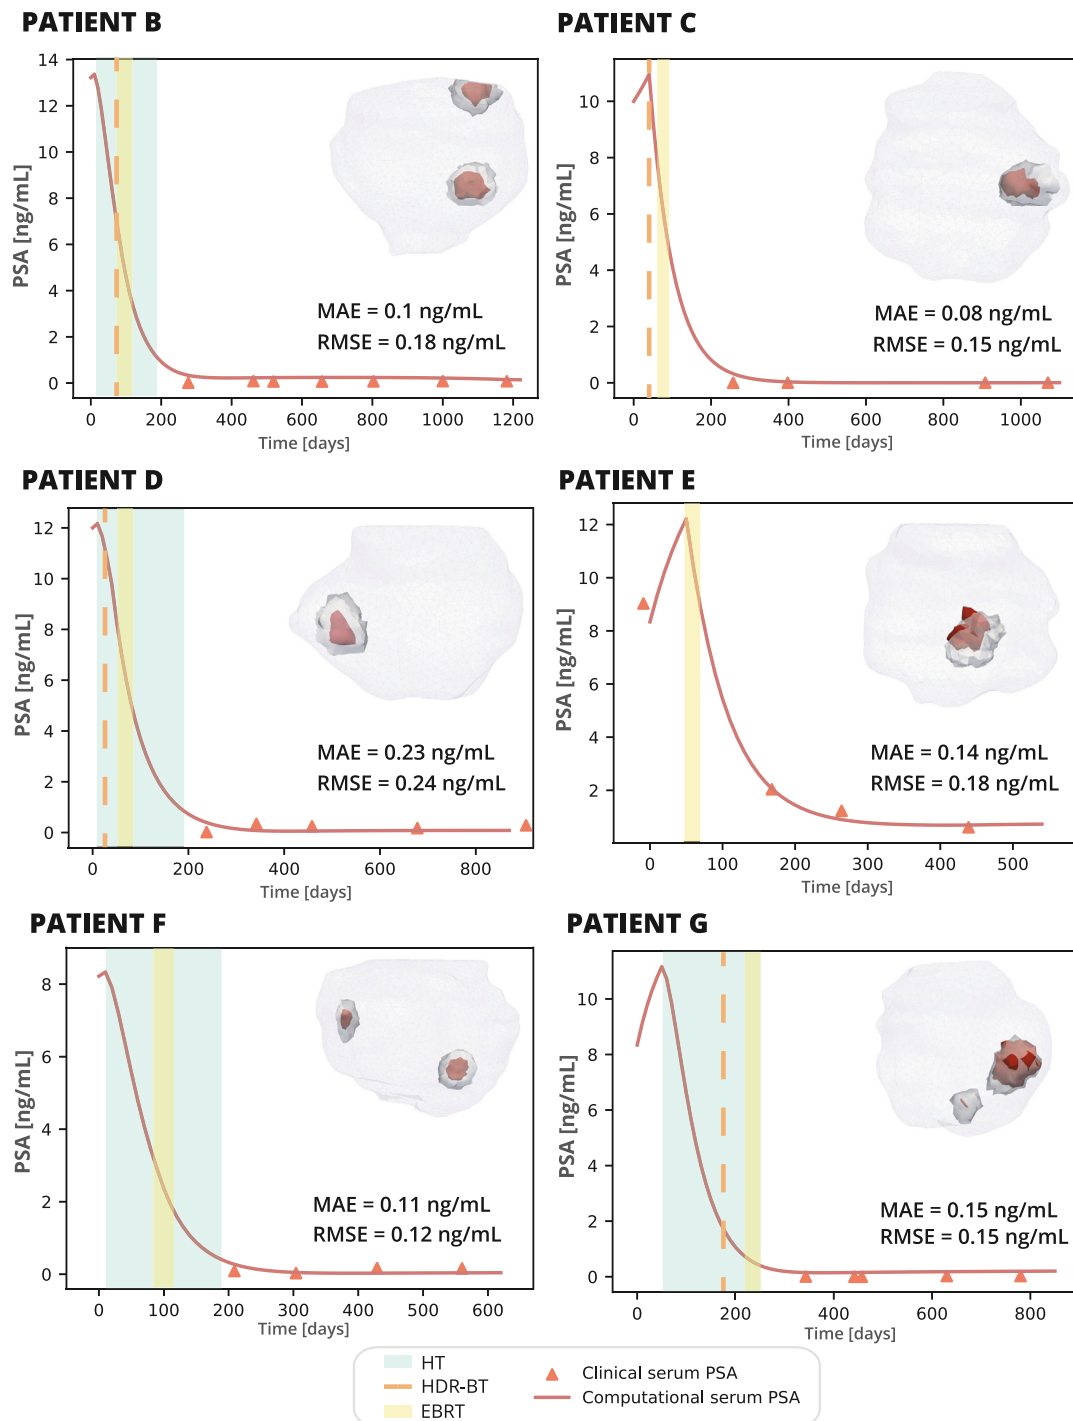 PATIENT B
14
12
10
8
6
4
2
0
PSA [ng/mL]
MAE = 0.1 ng/mL
RMSE = 0.18 ng/mL
0 200 400 600 800 1000 1200
Time [days]
PATIENT C
10
8
6
4
2
0
PSA [ng/mL]
MAE = 0.08 ng/mL
RMSE = 0.15 ng/mL
0 200 400 600 800 1000
Time [days]
PATIENT D
12
10
8
6
4
2
0
PSA [ng/mL]
MAE = 0.23 ng/mL
RMSE = 0.24 ng/mL
0 200 400 600 800
Time [days]
PATIENT E
12
10
8
6
4
2
PSA [ng/mL]
MAE = 0.14 ng/mL
RMSE = 0.18 ng/mL
0 100 200 300 400 500
Time [days]
PATIENT F
8
6
4
2
0
PSA [ng/mL]
MAE = 0.11 ng/mL
RMSE = 0.12 ng/mL
0 100 200 300 400 500 600
Time [days]
PATIENT G
10
8
6
4
2
0
PSA [ng/mL]
MAE = 0.15 ng/mL
RMSE = 0.15 ng/mL
0 200 400 600 800
Time [days]
HT
HDR-BT
EBRT
Clinical serum PSA
Computational serum PSA